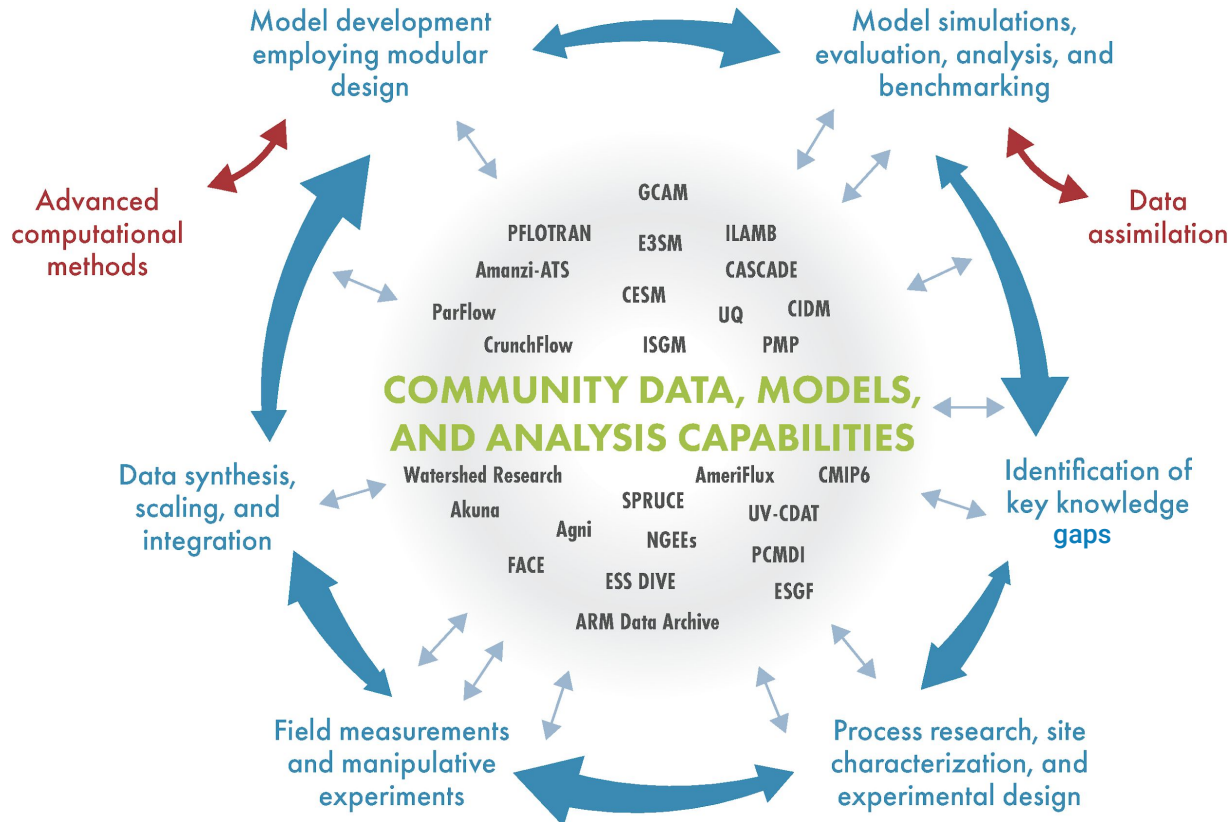 Model development
employing modular
design
Model simulations,
evaluation, analysis, and
benchmarking
Advanced
computational
methods
Data
assimilation
GCAM
PFLOTRAN
E3SM
ILAMB
Amanzi-ATS
CASCADE
CESM
ParFlow
UQ
CIDM
CrunchFlow
ISGM
PMP
COMMUNITY DATA, MODELS,
AND ANALYSIS CAPABILITIES
Data synthesis,
scaling, and
integration
Identification of
key knowledge
gaps
Watershed Research
AmeriFlux
CMIP6
SPRUCE
Akuna
UV-CDAT
Agni
NGEEs
PCMDI
FACE
ESS DIVE
ESGF
ARM Data Archive
Field measurements
and manipulative
experiments
Process research, site
characterization, and
experimental design